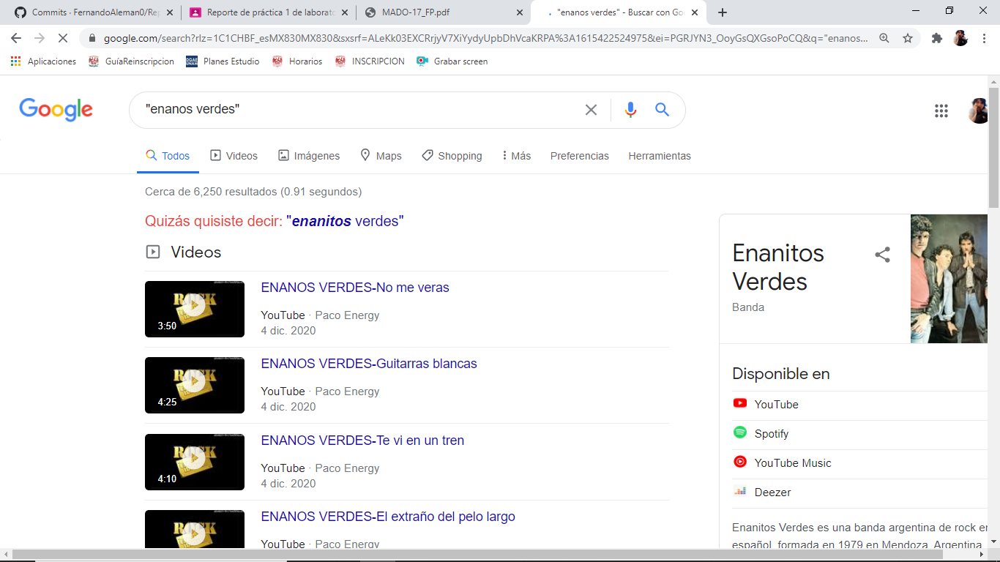 Commits · FernandoAleman0/Rep
Reporte de práctica 1 de laborato
MADO-17_FP.pdf
"enanos verdes" - Buscar con Go
google.com/search?rlz=1C1CHBF_esMX830MX830&sxsrf=ALeKk03EXCRrjyV7XiYydyUpbDhVcaKRPA%3A1615422524975&ei=PGRJYN3_OoyGsQXGsoPoCQ&q="enanos...
Aplicaciones
GuíaReinscripcion
Planes Estudio
Horarios
INSCRIPCION
Grabar screen
Google
"enanos verdes"
Todos
Videos
Imágenes
Maps
Shopping
Más
Preferencias
Herramientas
Cerca de 6,250 resultados (0.91 segundos)
Quizás quisiste decir: "enanitos verdes"
Videos
ROCK
3:50
ENANOS VERDES-No me veras
YouTube · Paco Energy
4 dic. 2020
ROCK
4:25
ENANOS VERDES-Guitarras blancas
YouTube · Paco Energy
4 dic. 2020
ROCK
4:10
ENANOS VERDES-Te vi en un tren
YouTube · Paco Energy
4 dic. 2020
ROCK
ENANOS VERDES-El extraño del pelo largo
YouTube · Paco Energy
Enanitos
Verdes
Banda
Disponible en
YouTube
Spotify
YouTube Music
Deezer
Enanitos Verdes es una banda argentina de rock en
español, formada en 1979 en Mendoza, Argentina